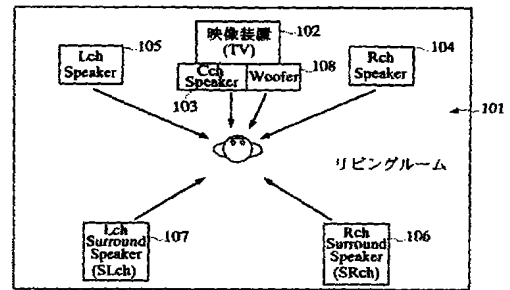 映像装置
(TV)
102
Lch
Speaker
105
Cch
Speaker
103
Woofer
108
Rch
Speaker
104
101
リビングルーム
Lch
Surround
Speaker
(SLch)
107
Rch
Surround
Speaker
(SRch)
106